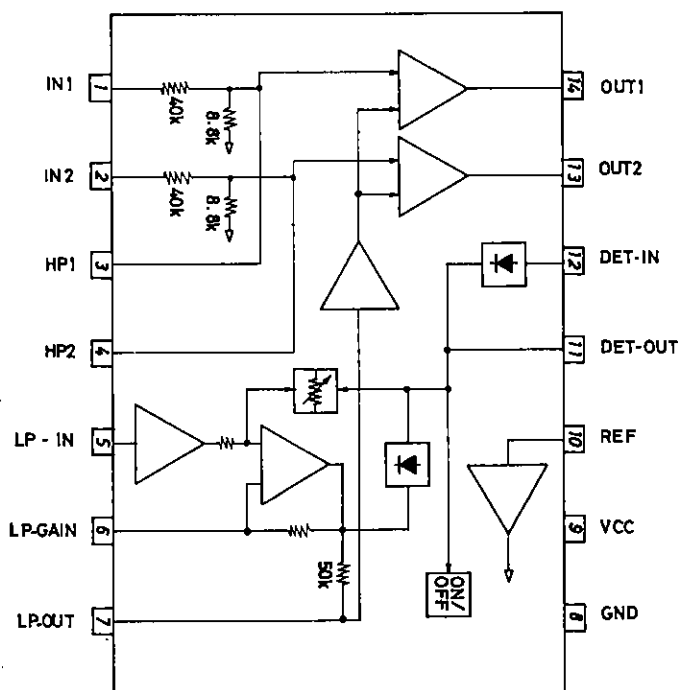 IN1
1
40k
8.8k
IN2
2
40k
8.8k
HP1
3
HP2
4
LP - IN
5
LP-GAIN
6
50k
LP-OUT
7
14
OUT1
13
OUT2
12
DET-IN
11
DET-OUT
10
REF
9
VCC
8
GND
ON/
OFF